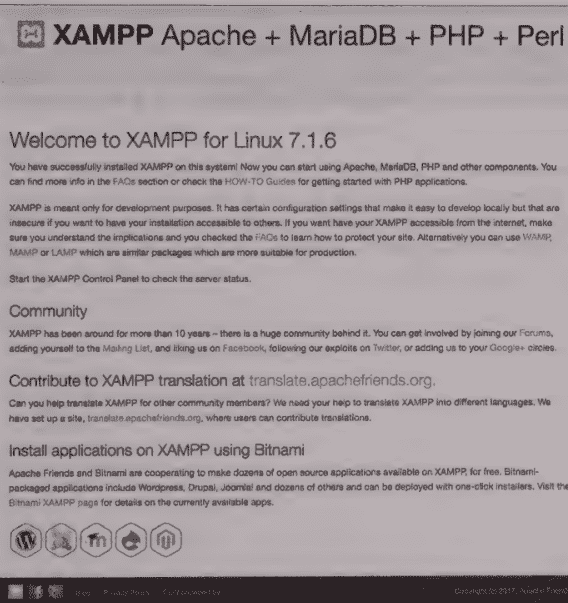 XAMPP Apache + MariaDB + PHP + Perl
Welcome to XAMPP for Linux 7.1.6
You have successfully installed XAMPP on this system! Now you can start using Apache, MariaDB, PHP and other components. You
can find more info in the FAQs section or check the HOW-TO Guides for getting started with PHP applications.
XAMPP is meant only for development purposes. It has certain configuration settings that make it easy to develop locally but that are
insecure if you want to have your installation accessible to others. If you want have your XAMPP accessible from the internet, make
sure you understand the implications and you checked the FAQs to learn how to protect your site. Alternatively you can use WAMP,
MAMP or LAMP which are similar packages which are more suitable for production.
Start the XAMPP Control Panel to check the server status.
Community
XAMPP has been around for more than 10 years – there is a huge community behind it. You can get involved by joining our Forums,
adding yourself to the Mailing List, and liking us on Facebook, following our exploits on Twitter, or adding us to your Google+ circles.
Contribute to XAMPP translation at translate.apachefriends.org.
Can you help translate XAMPP for other community members? We need your help to translate XAMPP into different languages. We
have set up a site, translate.apachefriends.org, where users can contribute translations.
Install applications on XAMPP using Bitnami
Apache Friends and Bitnami are cooperating to make dozens of open source applications available on XAMPP, for free. Bitnami-
packaged applications include Wordpress, Drupal, Joomla! and dozens of others and can be deployed with one-click installers. Visit the
Bitnami XAMPP page for details on the currently available apps.
Blog Privacy Policy
Copyright (c) 2017, Apache Friends